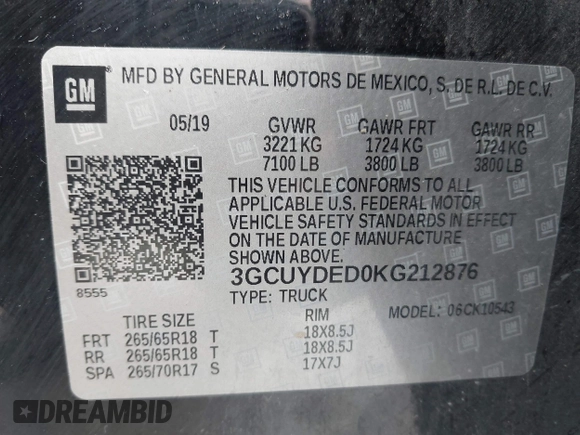 GM
MFD BY GENERAL MOTORS DE MEXICO, S. DE R.L. DE C.V.
05/19 GVWR GAWR FRT GAWR RR
3221 KG 1724 KG 1724 KG
7100 LB 3800 LB 3800 LB
THIS VEHICLE CONFORMS TO ALL
APPLICABLE U.S. FEDERAL MOTOR
VEHICLE SAFETY STANDARDS IN EFFECT
ON THE DATE OF MANUFACTURE
8555
3GCUYDED0KG212876
TYPE: TRUCK MODEL: 06CK10543
TIRE SIZE RIM
FRT 265/65R18 T 18X8.5J
RR 265/65R18 T 18X8.5J
SPA 265/70R17 S 17X7J
DREAMBID